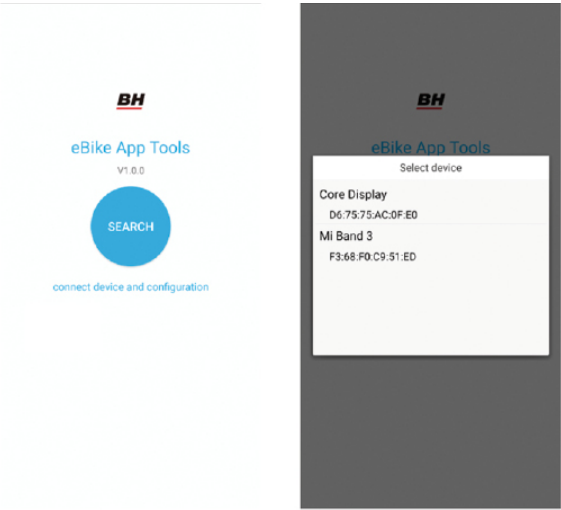 BH
eBike App Tools
V1.0.0
SEARCH
connect device and configuration
BH
eBike App Tools
Select device
Core Display
D6:75:75:AC:0F:E0
Mi Band 3
F3:68:F0:C9:51:ED